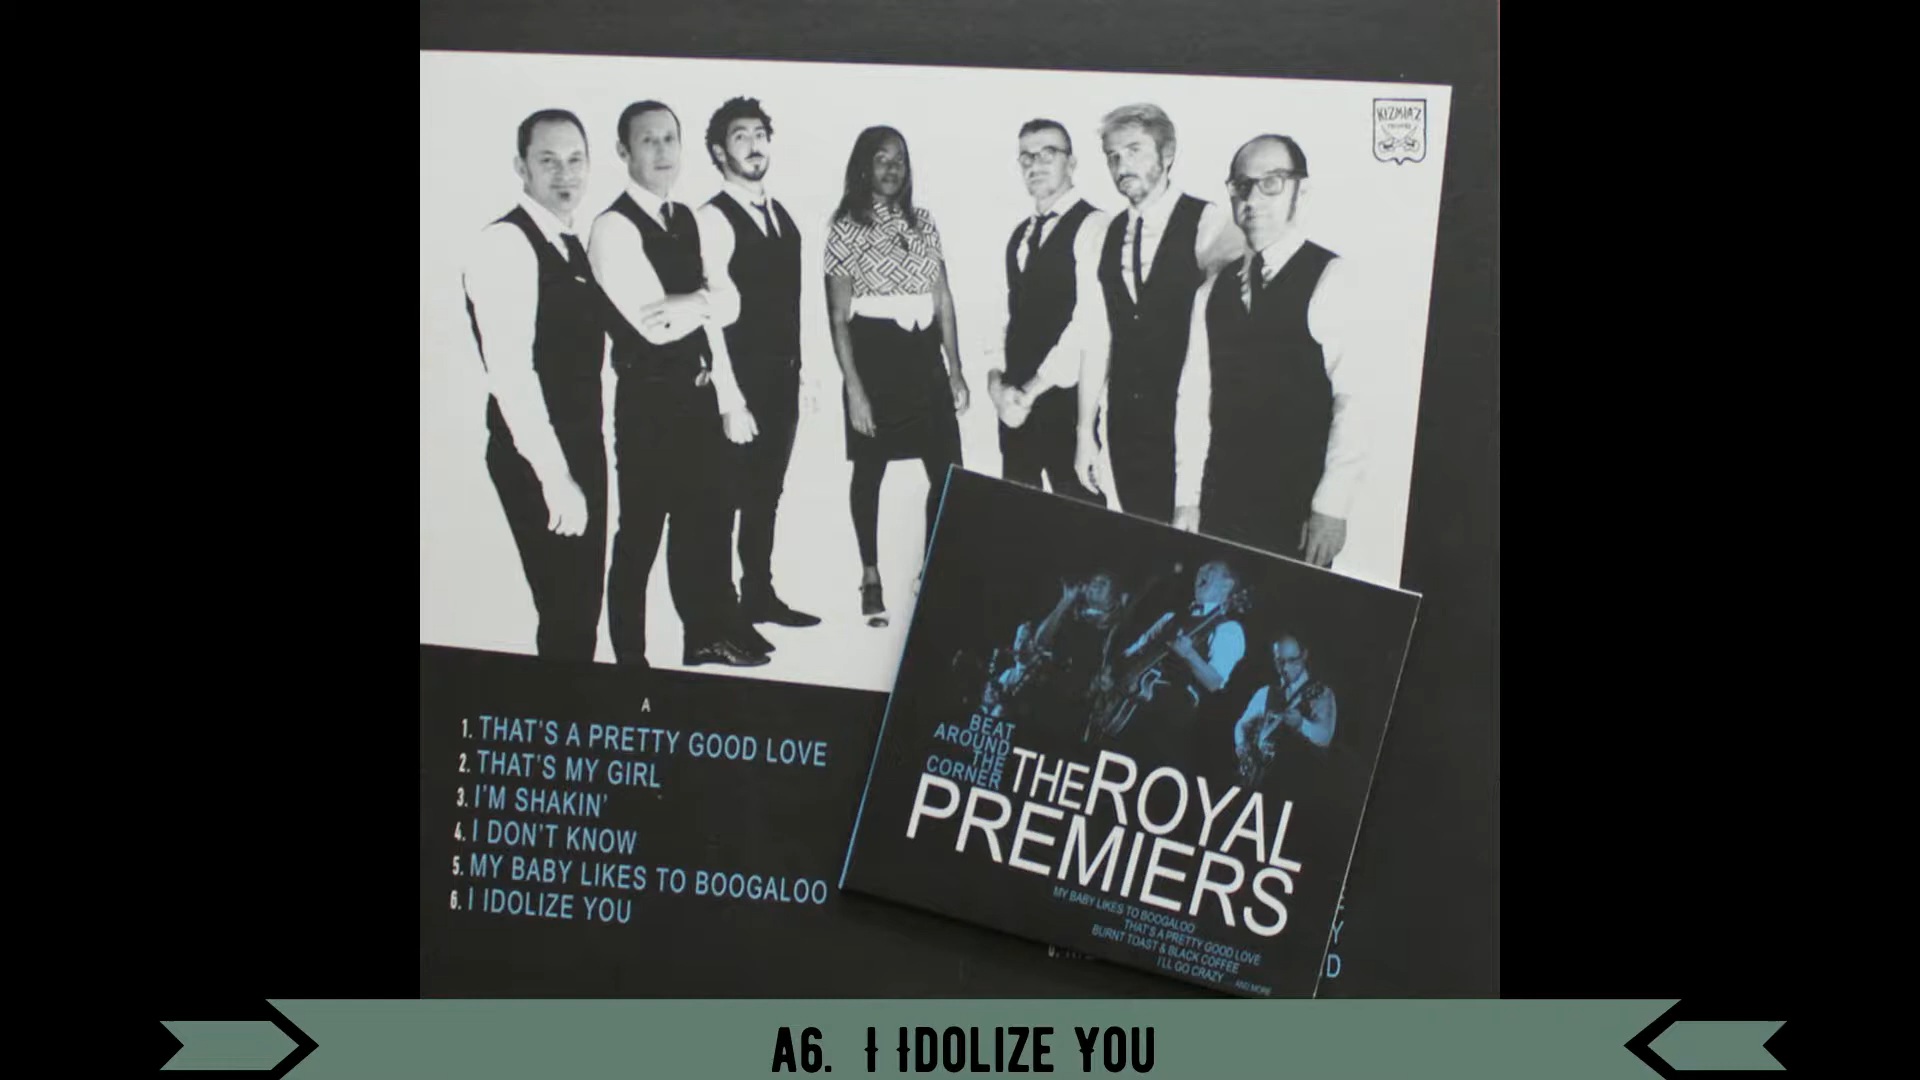 KIZMIAZ
RECORDS
A
1. THAT'S A PRETTY GOOD LOVE
2. THAT'S MY GIRL
3. I'M SHAKIN'
4. I DON'T KNOW
5. MY BABY LIKES TO BOOGALOO
6. I IDOLIZE YOU
BEAT
AROUND
THE
CORNER
THE ROYAL
PREMIERS
MY BABY LIKES TO BOOGALOO
THAT'S A PRETTY GOOD LOVE
BURNT TOAST & BLACK COFFEE
I'LL GO CRAZY AND MORE
Y
D
A6. I IDOLIZE YOU